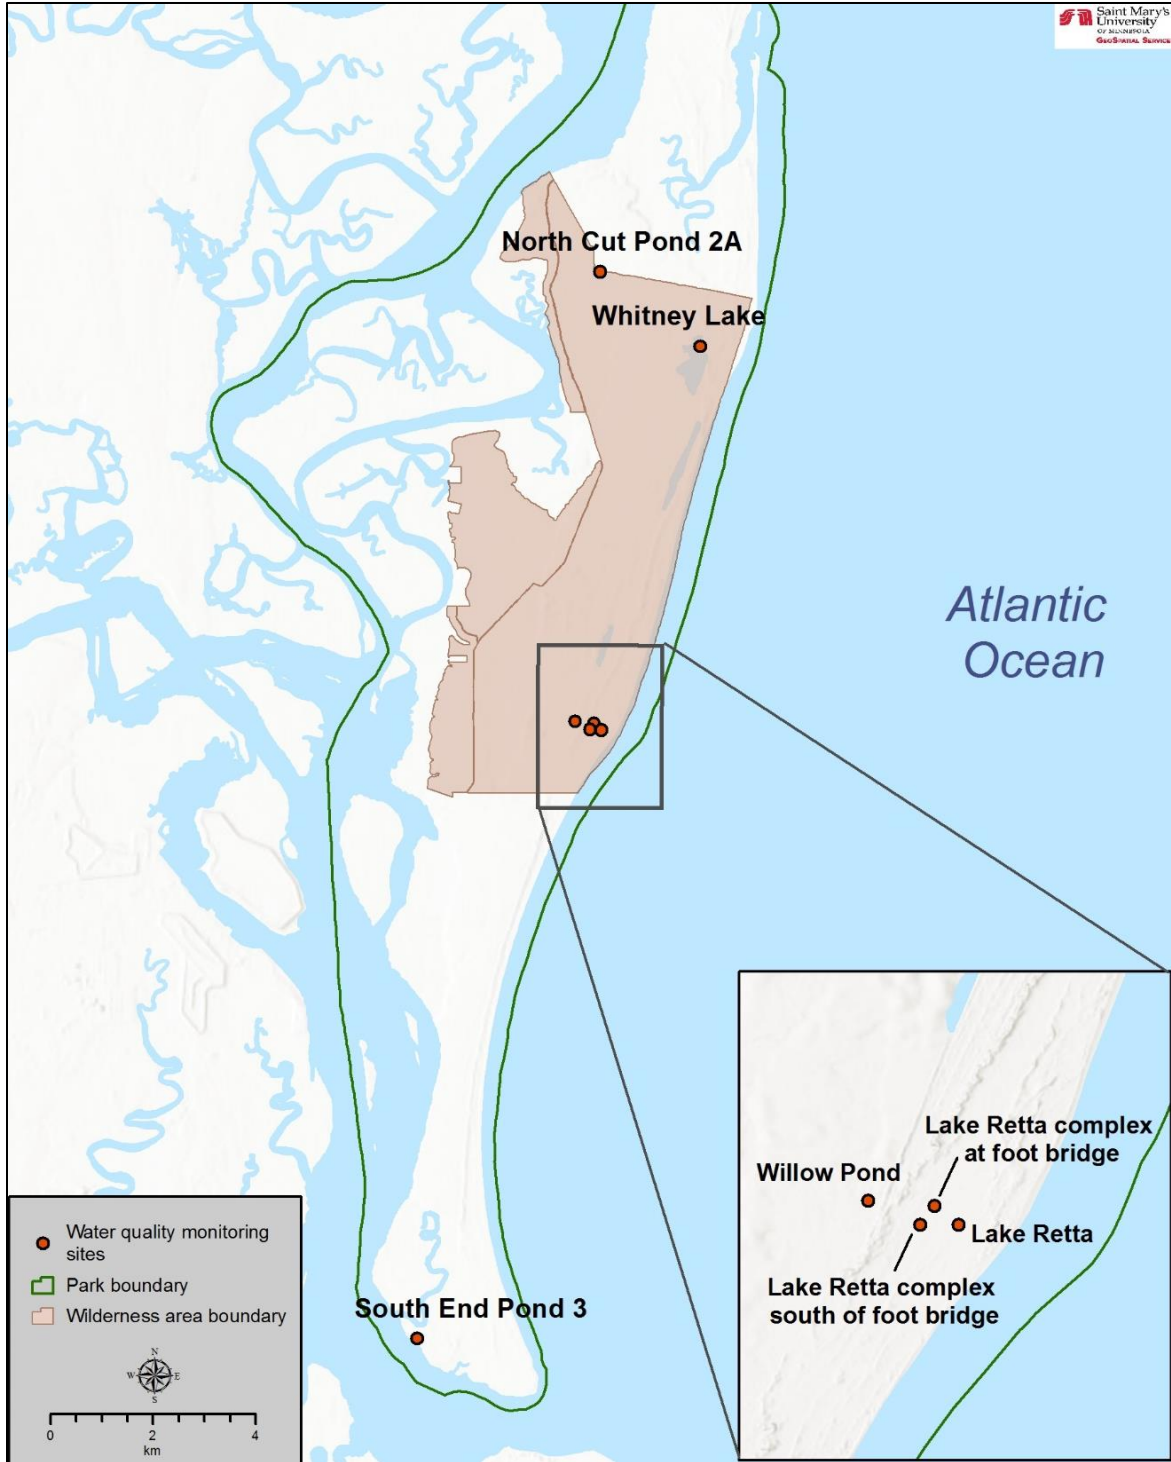 Saint Mary's
University
OF MINNESOTA
GEOSPATIAL SERVICES
North Cut Pond 2A
Whitney Lake
Atlantic
Ocean
Lake Retta complex
at foot bridge
Willow Pond
Lake Retta
Lake Retta complex
south of foot bridge
South End Pond 3
Water quality monitoring
sites
Park boundary
Wilderness area boundary
N
W E
S
0 2 4
km